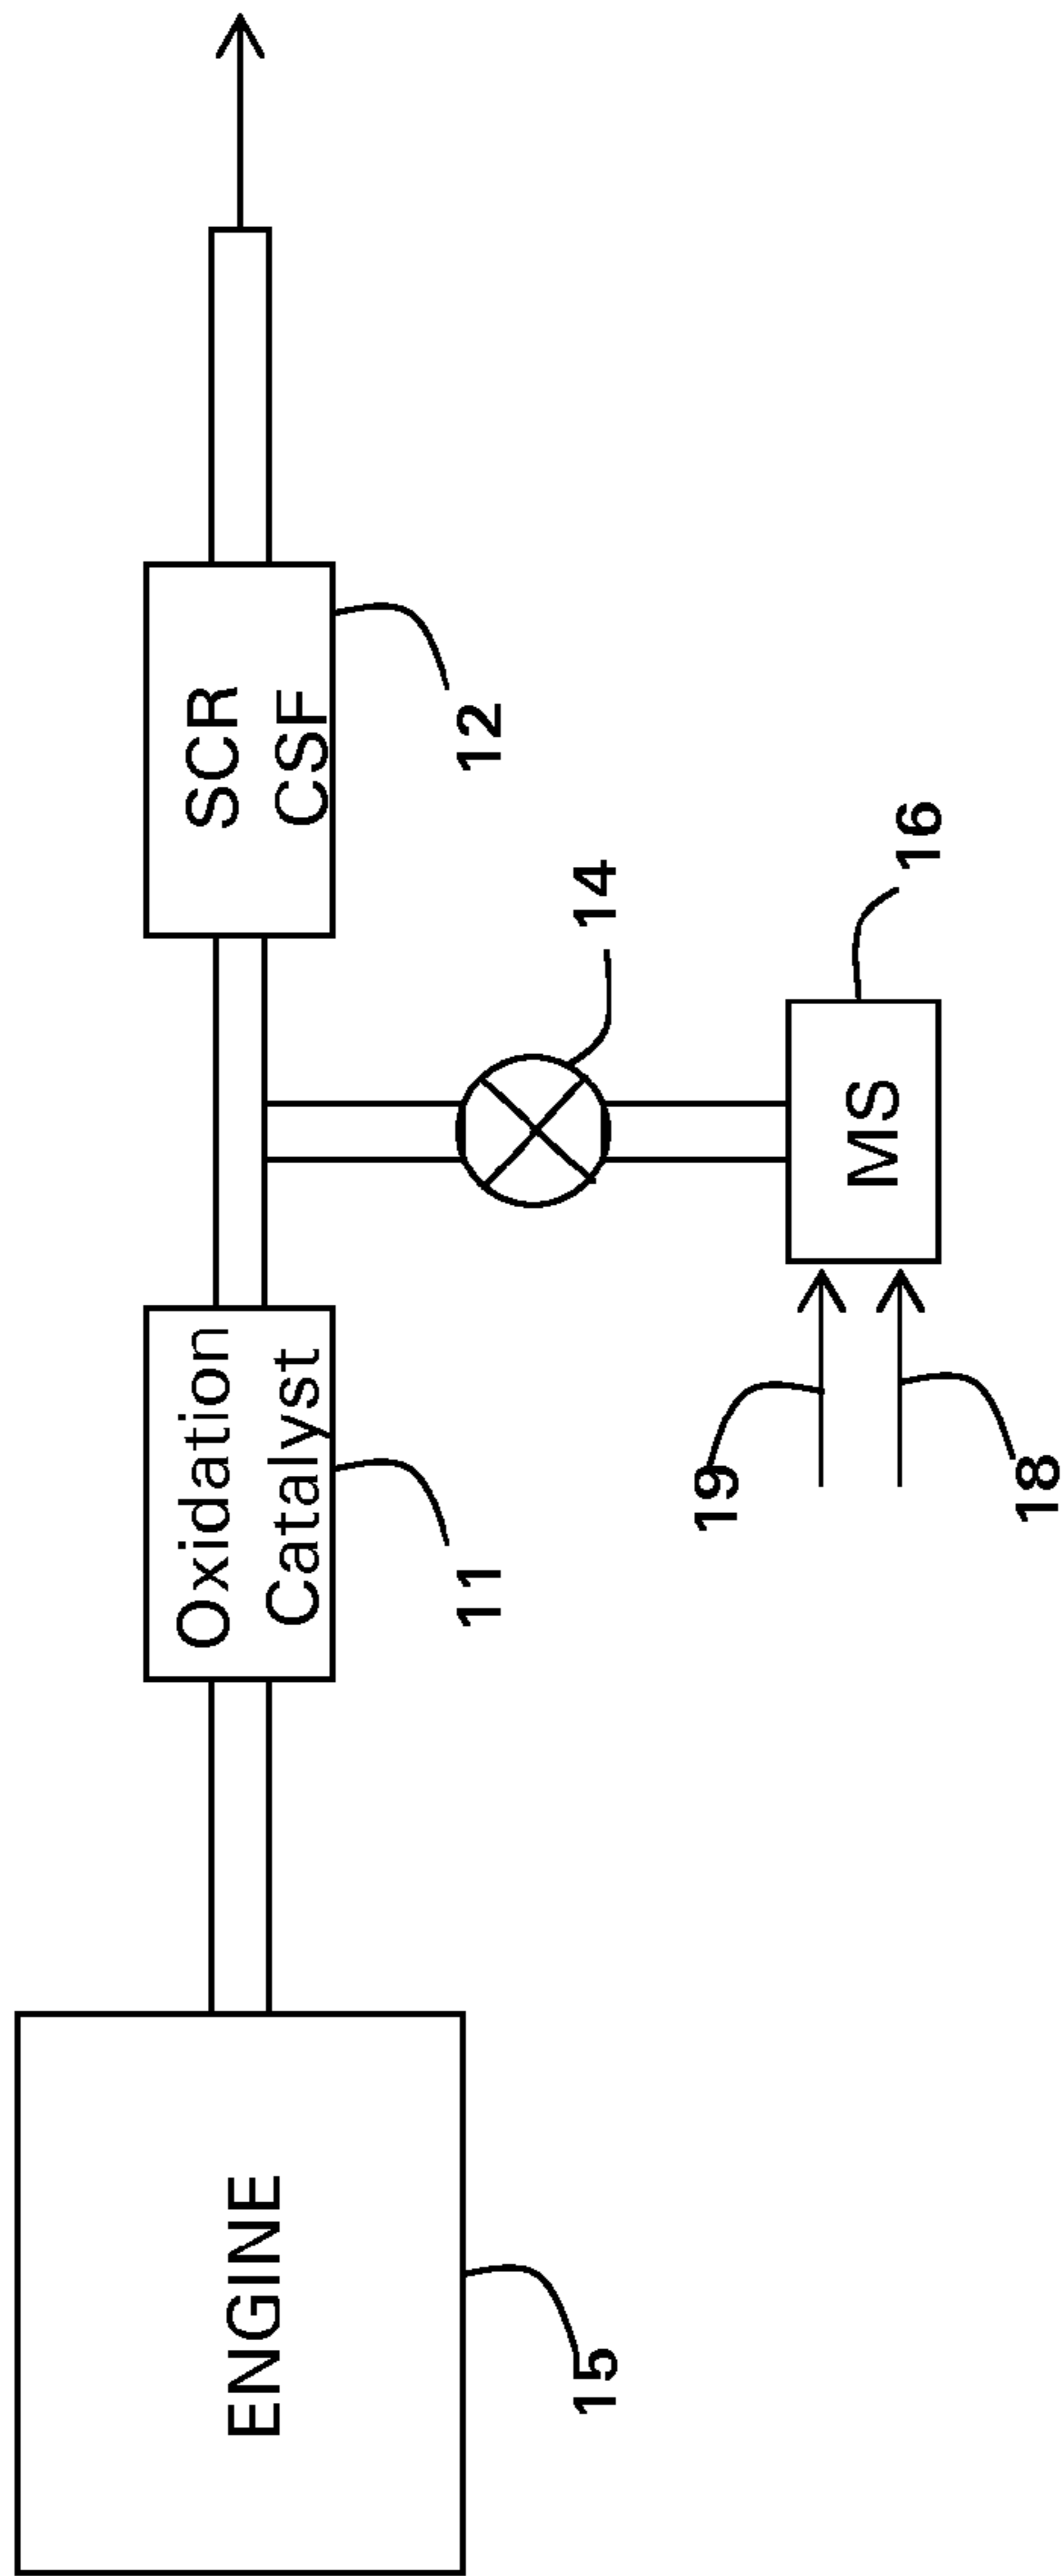 ENGINE
15
Oxidation
Catalyst
11
SCR
CSF
12
14
MS
16
19
18